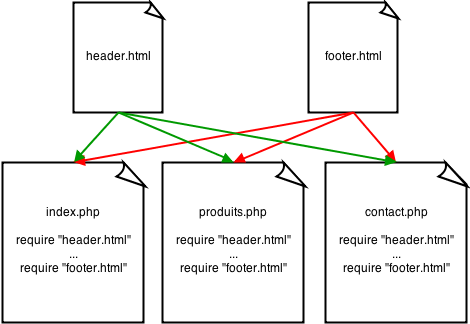 header.html
footer.html
index.php
require "header.html"
...
require "footer.html"
produits.php
require "header.html"
...
require "footer.html"
contact.php
require "header.html"
...
require "footer.html"